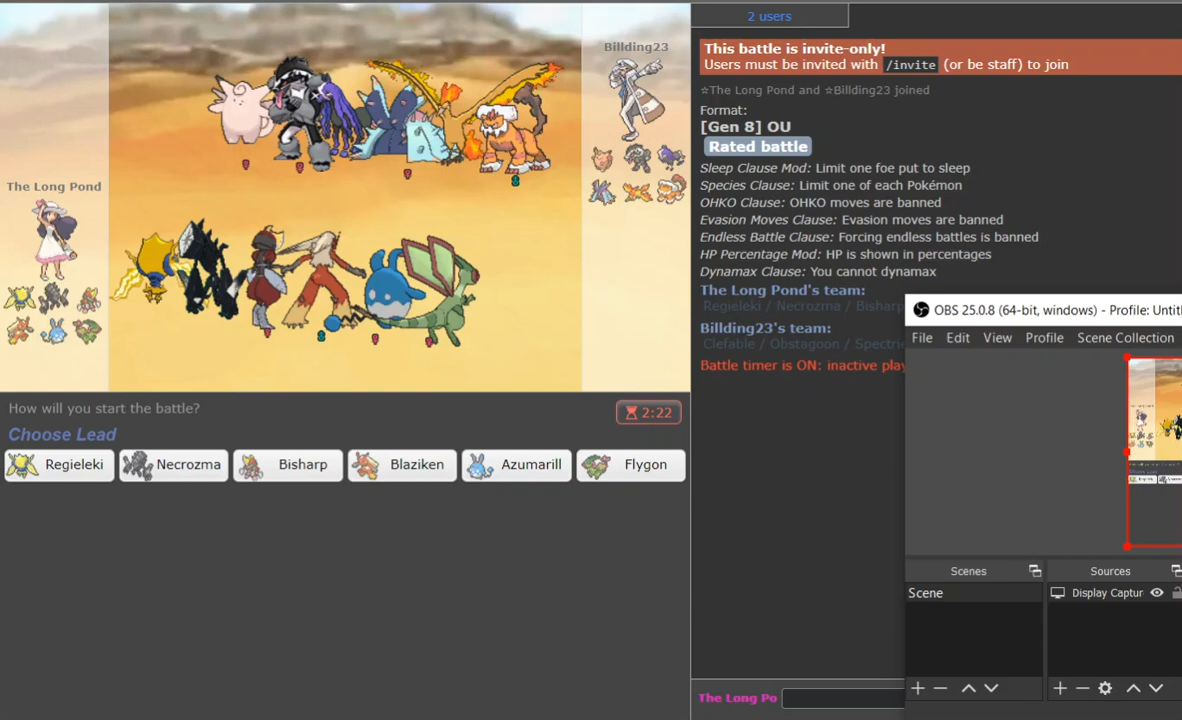 Billding23
The Long Pond
How will you start the battle?
2:22
Choose Lead
Regieleki
Necrozma
Bisharp
Blaziken
Azumarill
Flygon
2 users
This battle is invite-only!
Users must be invited with /invite (or be staff) to join
☆The Long Pond and ☆Billding23 joined
Format:
[Gen 8] OU
Rated battle
Sleep Clause Mod: Limit one foe put to sleep
Species Clause: Limit one of each Pokémon
OHKO Clause: OHKO moves are banned
Evasion Moves Clause: Evasion moves are banned
Endless Battle Clause: Forcing endless battles is banned
HP Percentage Mod: HP is shown in percentages
Dynamax Clause: You cannot dynamax
The Long Pond's team:
Regieleki / Necrozma / Bisharp
Billding23's team:
Clefable / Obstagoon / Spectrie
Battle timer is ON: inactive play
The Long Po
OBS 25.0.8 (64-bit, windows) - Profile: Untit
File Edit View Profile Scene Collection
Scenes
Sources
Scene
Display Captur